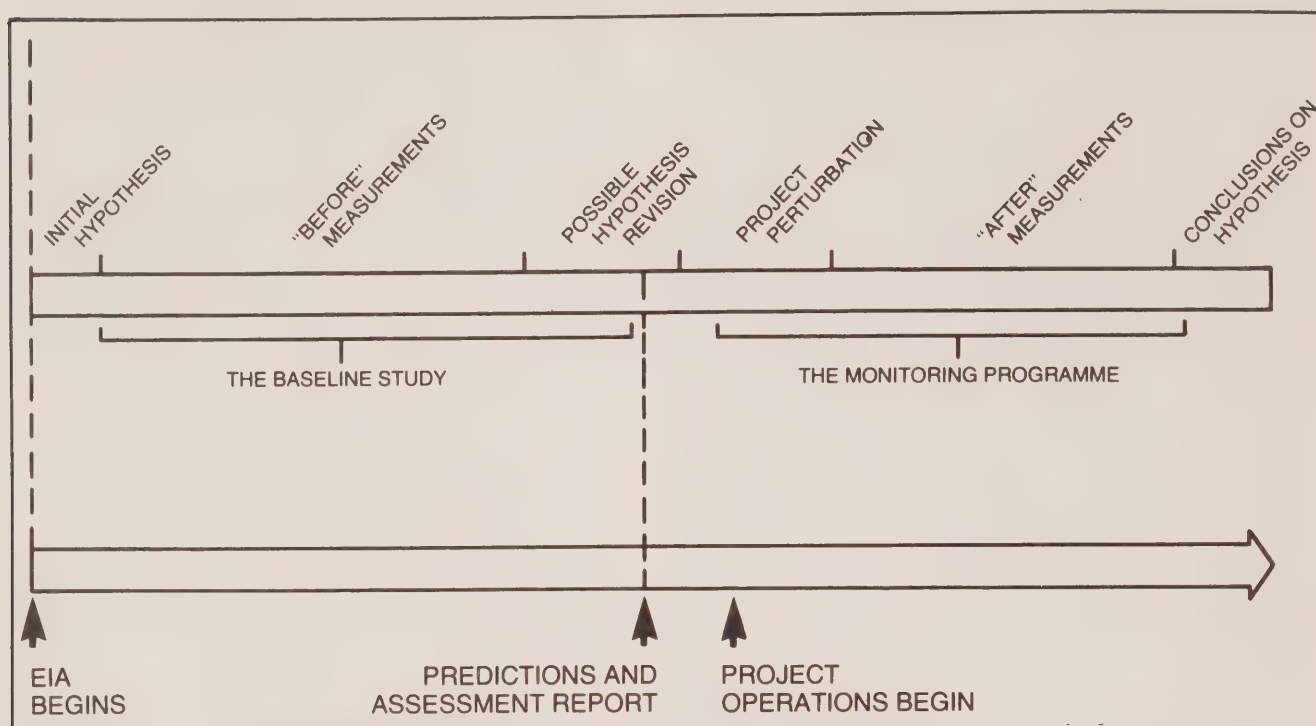 INITIAL
HYPOTHESIS
"BEFORE"
MEASUREMENTS
POSSIBLE
HYPOTHESIS
REVISION
PROJECT
PERTURBATION
"AFTER"
MEASUREMENTS
CONCLUSIONS ON
HYPOTHESIS
THE BASELINE STUDY
THE MONITORING PROGRAMME
EIA
BEGINS
PREDICTIONS AND
ASSESSMENT REPORT
PROJECT
OPERATIONS BEGIN